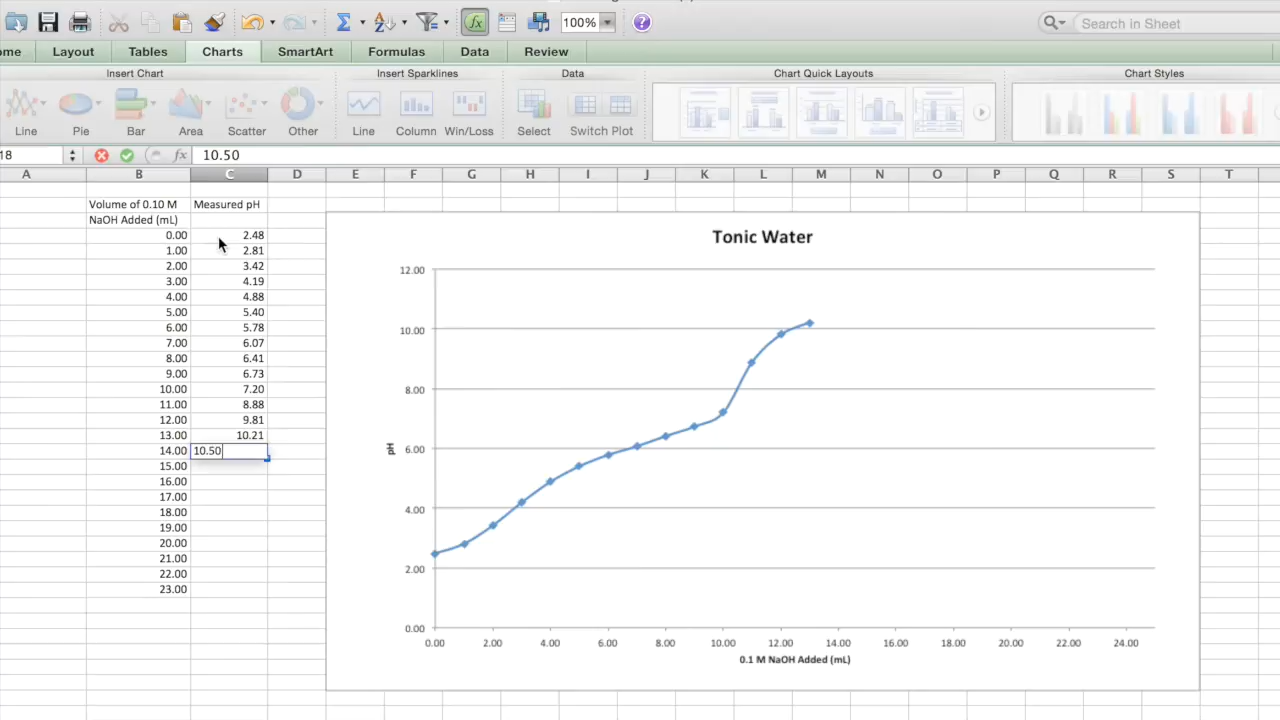 100%
Search in Sheet
ome Layout Tables Charts SmartArt Formulas Data Review
Insert Chart Insert Sparklines Data Chart Quick Layouts Chart Styles
Line Pie Bar Area Scatter Other Line Column Win/Loss Select Switch Plot
18 fx 10.50
A B C D E F G H I J K L M N O P Q R S T
Volume of 0.10 M Measured pH
NaOH Added (mL)
0.00 2.48
1.00 2.81
2.00 3.42
3.00 4.19
4.00 4.88
5.00 5.40
6.00 5.78
7.00 6.07
8.00 6.41
9.00 6.73
10.00 7.20
11.00 8.88
12.00 9.81
13.00 10.21
14.00 10.50
15.00
16.00
17.00
18.00
19.00
20.00
21.00
22.00
23.00
Tonic Water
12.00
10.00
8.00
6.00
4.00
2.00
0.00
pH
0.00 2.00 4.00 6.00 8.00 10.00 12.00 14.00 16.00 18.00 20.00 22.00 24.00
0.1 M NaOH Added (mL)